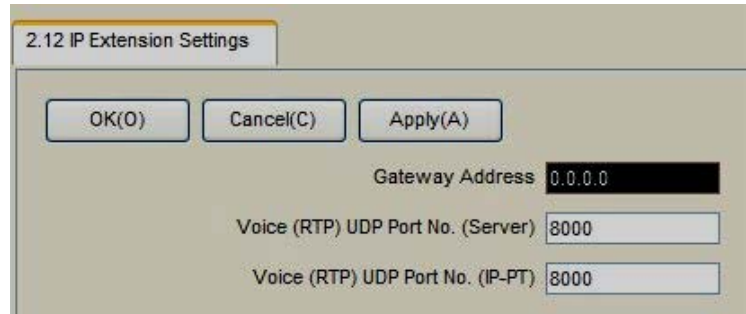 2.12 IP Extension Settings
OK(O) Cancel(C) Apply(A)
Gateway Address 0.0.0.0
Voice (RTP) UDP Port No. (Server) 8000
Voice (RTP) UDP Port No. (IP-PT) 8000